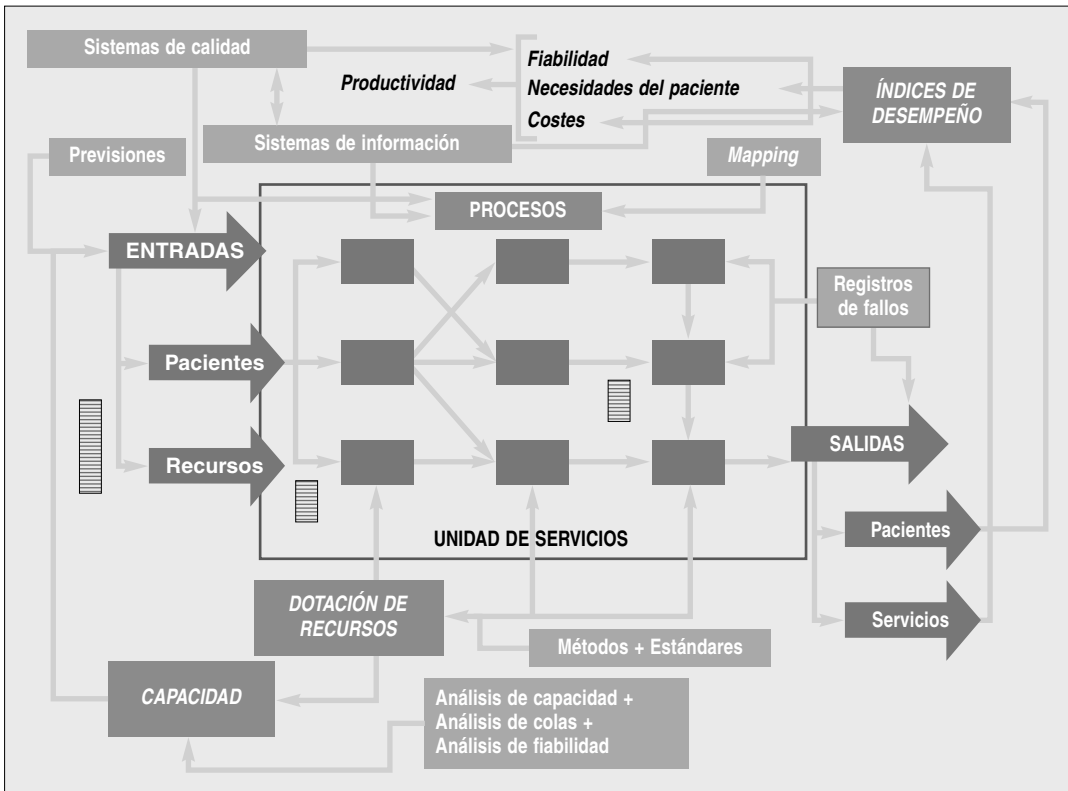 Sistemas de calidad
Fiabilidad
Productividad
Necesidades del paciente
Costes
ÍNDICES DE
DESEMPEÑO
Sistemas de información
Previsiones
Mapping
PROCESOS
ENTRADAS
Registros
de fallos
Pacientes
SALIDAS
Recursos
UNIDAD DE SERVICIOS
Pacientes
DOTACIÓN DE
RECURSOS
Servicios
Métodos + Estándares
CAPACIDAD
Análisis de capacidad +
Análisis de colas +
Análisis de fiabilidad